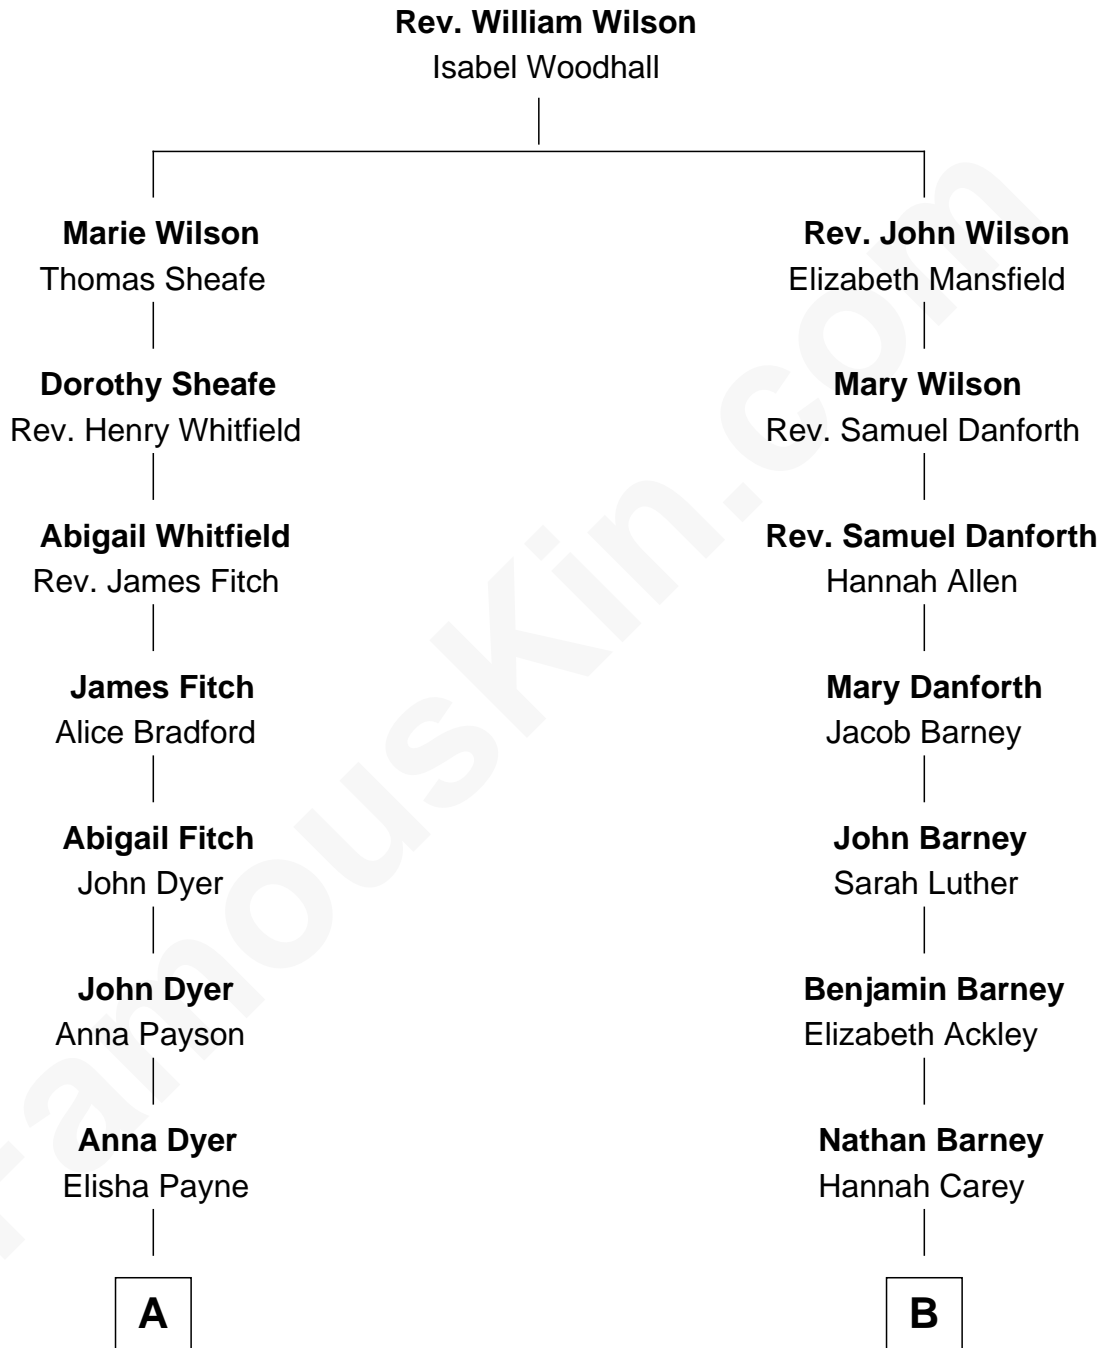 Rev. William Wilson
Isabel Woodhall
Marie Wilson
Thomas Sheafe
Rev. John Wilson
Elizabeth Mansfield
Dorothy Sheafe
Rev. Henry Whitfield
Mary Wilson
Rev. Samuel Danforth
Abigail Whitfield
Rev. James Fitch
Rev. Samuel Danforth
Hannah Allen
James Fitch
Alice Bradford
Mary Danforth
Jacob Barney
Abigail Fitch
John Dyer
John Barney
Sarah Luther
John Dyer
Anna Payson
Benjamin Barney
Elizabeth Ackley
Anna Dyer
Elisha Payne
Nathan Barney
Hannah Carey
A
B
FamousKin.com